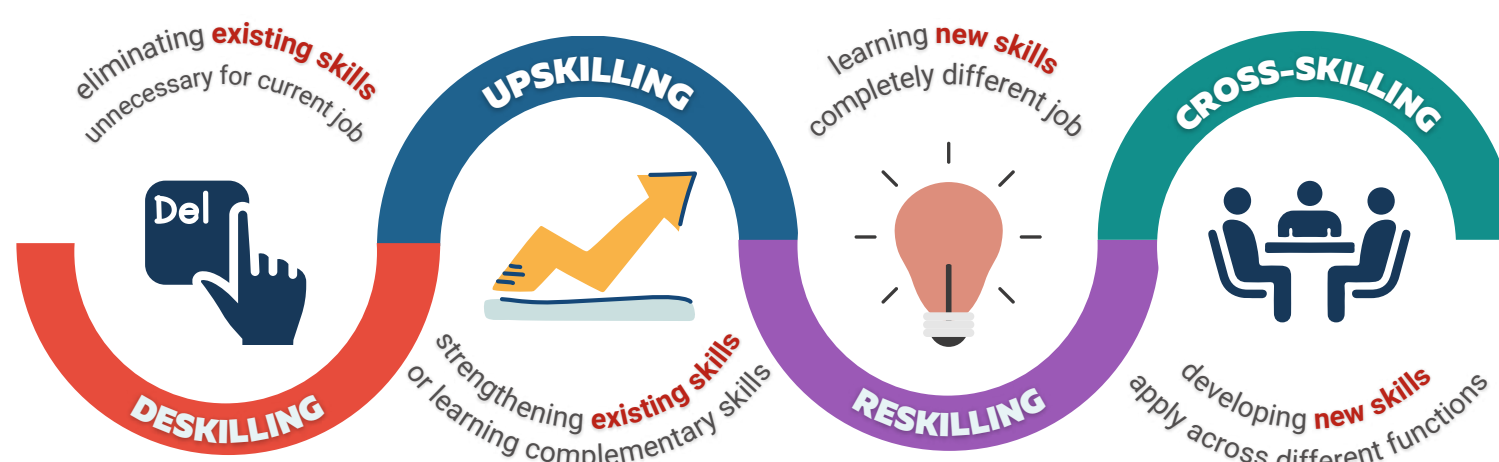 eliminating existing skills
unnecessary for current job
Del
DESKILLING
UPSKILLING
strengthening existing skills
or learning complementary skills
learning new skills
completely different job
RESKILLING
CROSS-SKILLING
developing new skills
apply across different functions